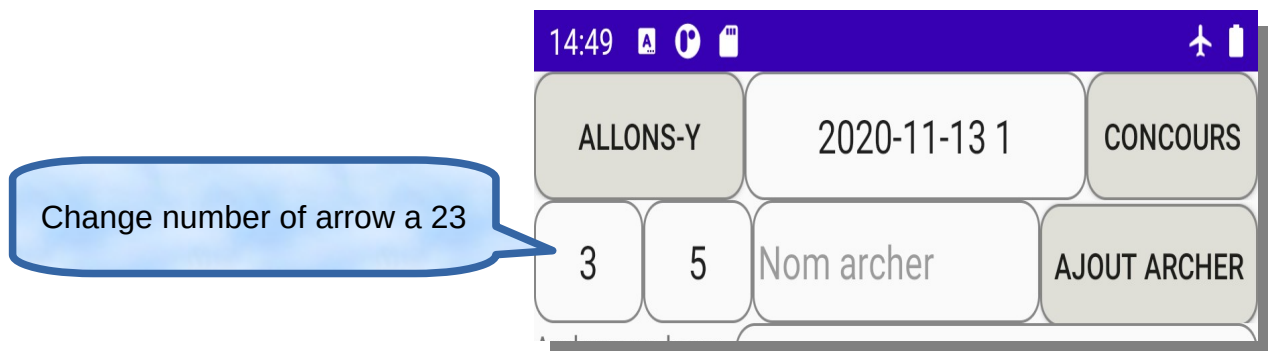 14:49
ALLONS-Y 2020-11-13 1 CONCOURS
Change number of arrow a 23
3 5 Nom archer AJOUT ARCHER